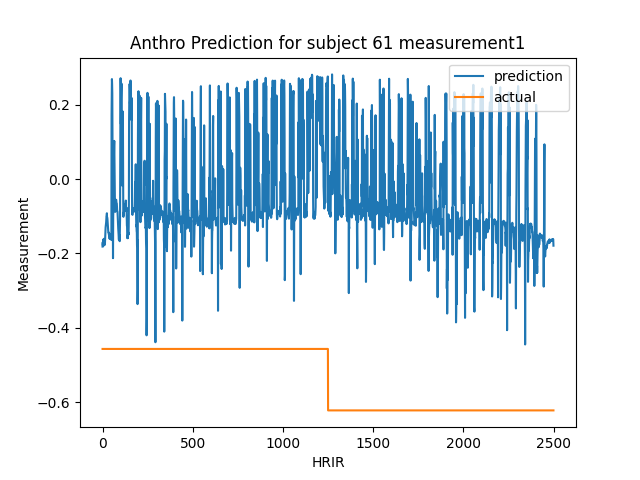 Anthro Prediction for subject 61 measurement1
prediction
actual
Measurement
0.2
0.0
−0.2
−0.4
−0.6
0 500 1000 1500 2000 2500
HRIR